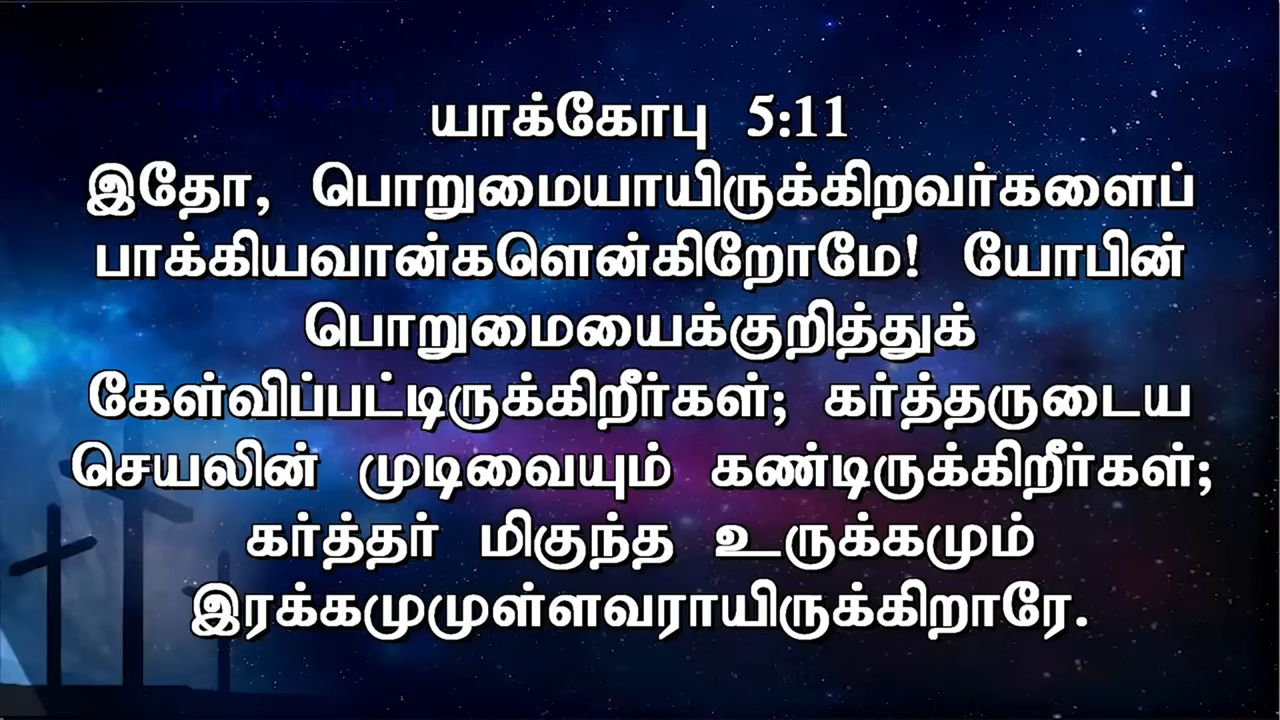 யாக்கோபு 5:11
இதோ, பொறுமையாயிருக்கிறவர்களைப்
பாக்கியவான்களென்கிறோமே! யோபின்
பொறுமையைக்குறித்துக்
கேள்விப்பட்டிருக்கிறீர்கள்; கர்த்தருடைய
செயலின் முடிவையும் கண்டிருக்கிறீர்கள்;
கர்த்தர் மிகுந்த உருக்கமும்
இரக்கமுமுள்ளவராயிருக்கிறாரே.